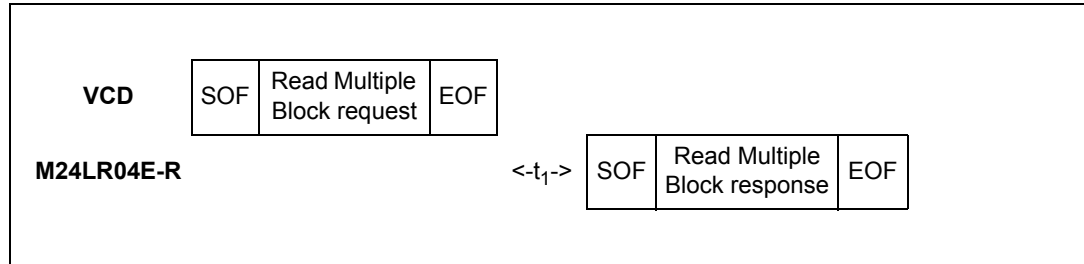 VCD SOF Read Multiple Block request EOF
M24LR04E-R <-t₁-> SOF Read Multiple Block response EOF